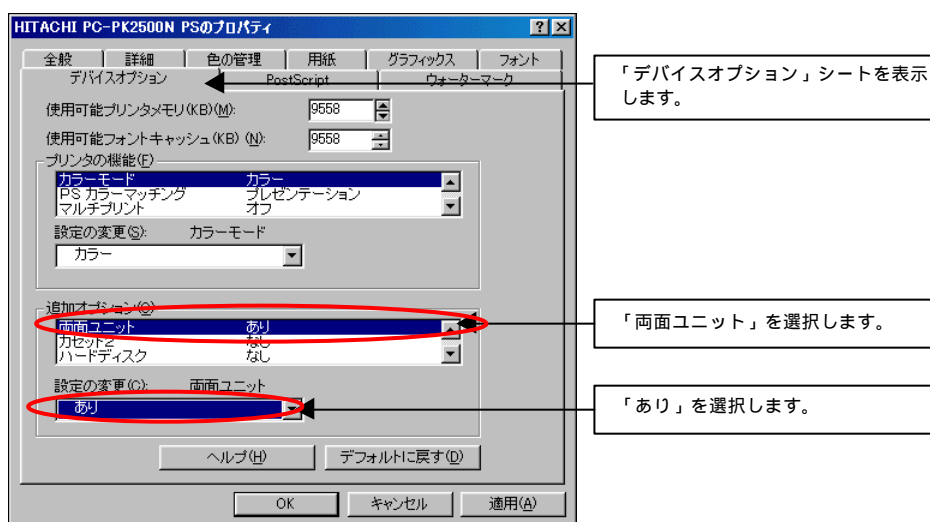 HITACHI PC-PK2500N PSのプロパティ
全般 詳細 色の管理 用紙 グラフィックス フォント
デバイスオプション PostScript ウォーターマーク
使用可能プリンタメモリ(KB)(M): 9558
使用可能フォントキャッシュ(KB) (N): 9558
プリンタの機能(F)
カラーモード カラー
PS カラーマッチング プレゼンテーション
マルチプリント オフ
設定の変更(S): カラーモード
カラー
追加オプション(O)
両面ユニット あり
カセット2 なし
ハードディスク なし
設定の変更(C): 両面ユニット
あり
ヘルプ(H) デフォルトに戻す(D)
OK キャンセル 適用(A)
「デバイスオプション」シートを表示
します。
「両面ユニット」を選択します。
「あり」を選択します。